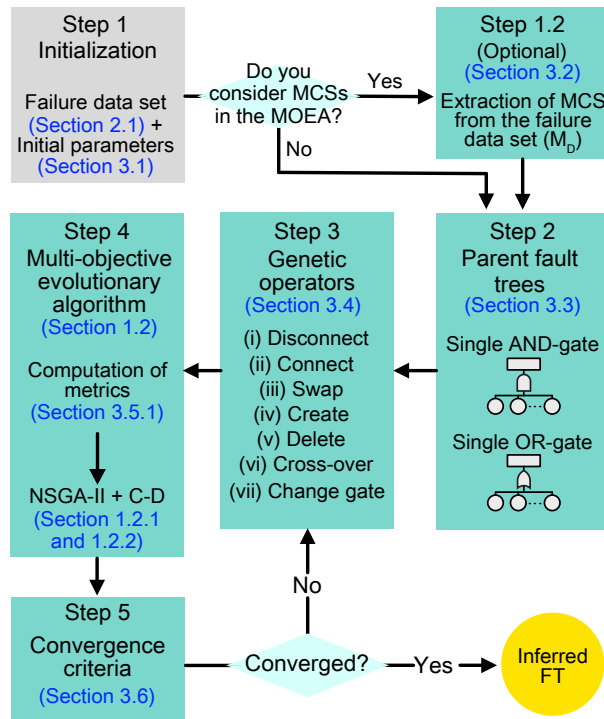 Step 1
Initialization
Failure data set
(Section 2.1) +
Initial parameters
(Section 3.1)
Do you
consider MCSs
in the MOEA?
Yes
No
Step 1.2
(Optional)
(Section 3.2)
Extraction of MCS
from the failure
data set (M_D)
Step 2
Parent fault
trees
(Section 3.3)
Single AND-gate
Single OR-gate
Step 3
Genetic
operators
(Section 3.4)
(i) Disconnect
(ii) Connect
(iii) Swap
(iv) Create
(v) Delete
(vi) Cross-over
(vii) Change gate
Step 4
Multi-objective
evolutionary
algorithm
(Section 1.2)
Computation of
metrics
(Section 3.5.1)
NSGA-II + C-D
(Section 1.2.1
and 1.2.2)
Step 5
Convergence
criteria
(Section 3.6)
Converged?
No
Yes
Inferred
FT